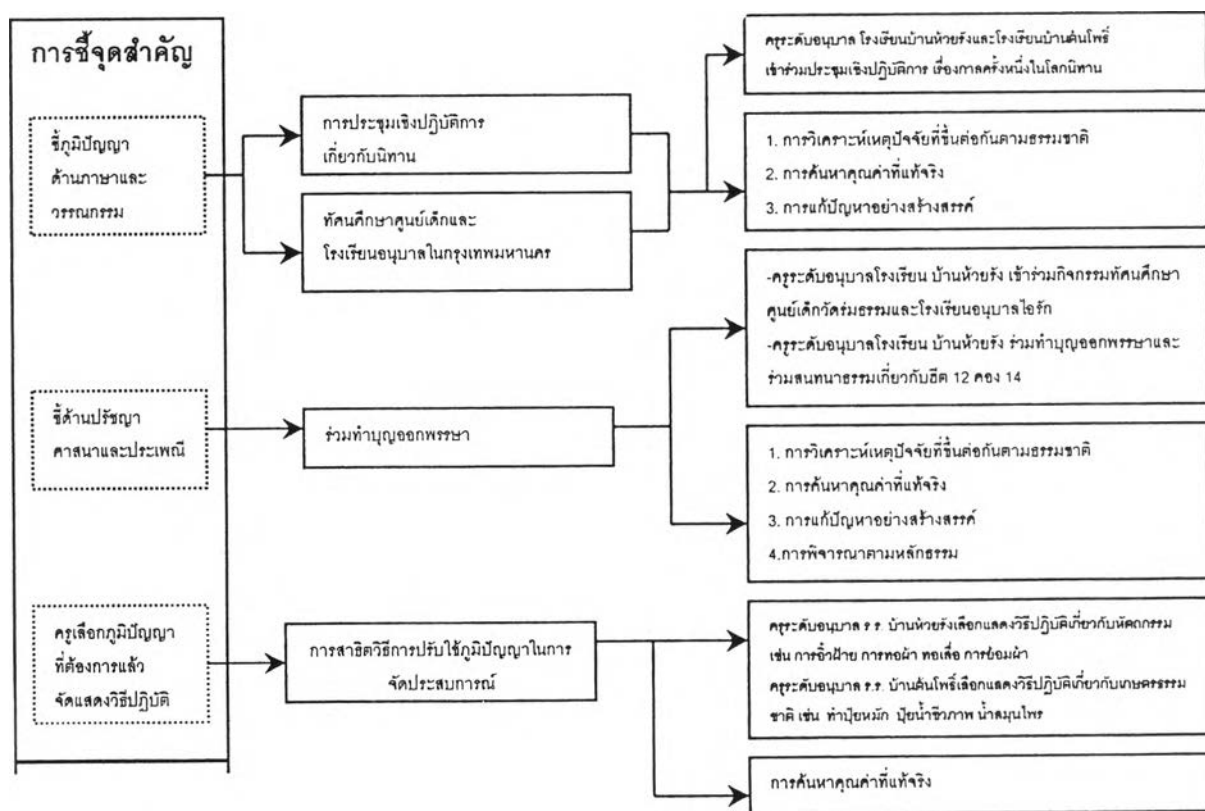 การชี้จุดสำคัญ
ชี้ภูมิปัญญา
ด้านภาษาและ
วรรณกรรม
การประชุมเชิงปฏิบัติการ
เกี่ยวกับนิทาน
ทัศนศึกษาศูนย์เด็กและ
โรงเรียนอนุบาลในกรุงเทพมหานคร
ครูระดับอนุบาล โรงเรียนบ้านห้วยรังและโรงเรียนบ้านต้นโพธิ์
เข้าร่วมประชุมเชิงปฏิบัติการ เรื่องกาลครั้งหนึ่งในโลกนิทาน
1. การวิเคราะห์เหตุปัจจัยที่ขึ้นต่อกันตามธรรมชาติ
2. การค้นหาคุณค่าที่แท้จริง
3. การแก้ปัญหาอย่างสร้างสรรค์
ชี้ด้านปรัชญา
ศาสนาและประเพณี
ร่วมทำบุญออกพรรษา
-ครูระดับอนุบาลโรงเรียน บ้านห้วยรัง เข้าร่วมกิจกรรมทัศนศึกษา
ศูนย์เด็กวัดร่มธรรมและโรงเรียนอนุบาลไอรัก
-ครูระดับอนุบาลโรงเรียน บ้านห้วยรัง ร่วมทำบุญออกพรรษาและ
ร่วมสนทนาธรรมเกี่ยวกับฮีต 12 คอง 14
1. การวิเคราะห์เหตุปัจจัยที่ขึ้นต่อกันตามธรรมชาติ
2. การค้นหาคุณค่าที่แท้จริง
3. การแก้ปัญหาอย่างสร้างสรรค์
4.การพิจารณาตามหลักธรรม
ครูเลือกภูมิปัญญา
ที่ต้องการแล้ว
จัดแสดงวิธีปฏิบัติ
การสาธิตวิธีการปรับใช้ภูมิปัญญาในการ
จัดประสบการณ์
ครูระดับอนุบาล ร.ร. บ้านห้วยรังเลือกแสดงวิธีปฏิบัติเกี่ยวกับหัตถกรรม
เช่น การอิ้วฝ้าย การทอผ้า ทอเสื่อ การย้อมผ้า
ครูระดับอนุบาล ร.ร. บ้านต้นโพธิ์เลือกแสดงวิธีปฏิบัติเกี่ยวกับเกษตรธรรม
ชาติ เช่น ทำปุ๋ยหมัก ปุ๋ยน้ำชีวภาพ น้ำสมุนไพร
การค้นหาคุณค่าที่แท้จริง